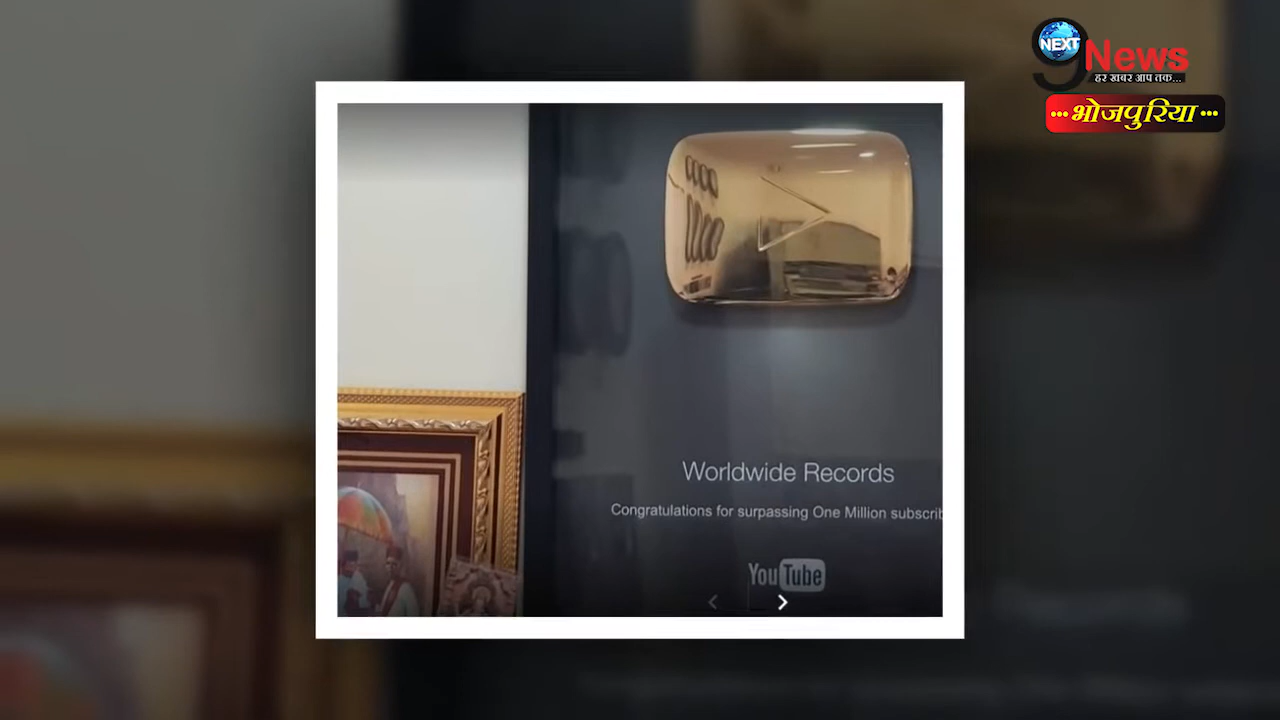 NEXT
9 News
हर खबर आप तक...
...भोजपुरिया...
Worldwide Records
Congratulations for surpassing One Million subscrib
YouTube